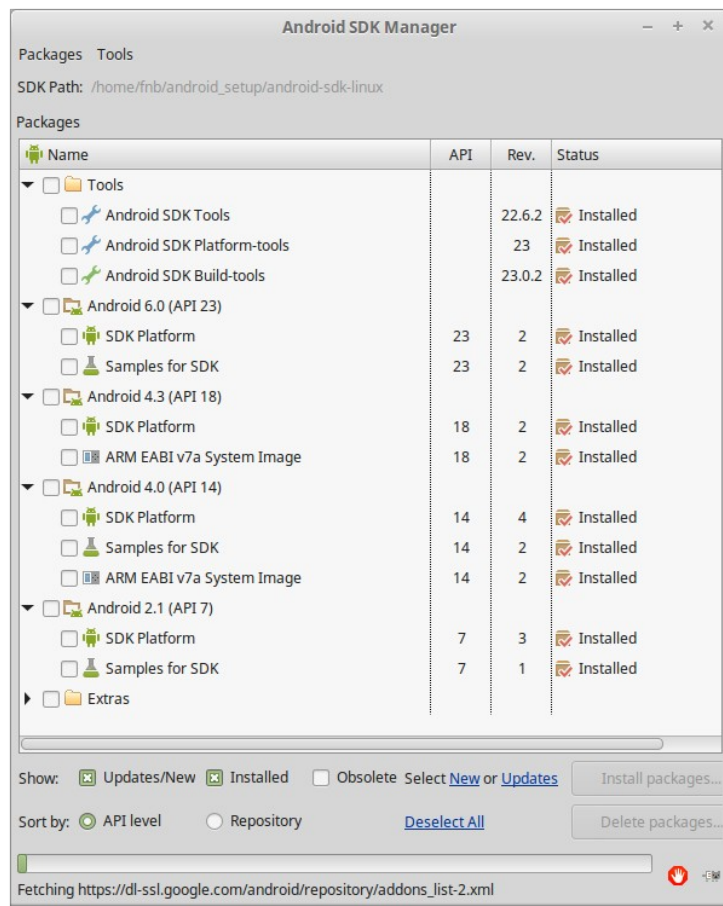 Android SDK Manager
Packages Tools
SDK Path: /home/fnb/android_setup/android-sdk-linux
Packages
Name API Rev. Status
Tools
Android SDK Tools 22.6.2 Installed
Android SDK Platform-tools 23 Installed
Android SDK Build-tools 23.0.2 Installed
Android 6.0 (API 23)
SDK Platform 23 2 Installed
Samples for SDK 23 2 Installed
Android 4.3 (API 18)
SDK Platform 18 2 Installed
ARM EABI v7a System Image 18 2 Installed
Android 4.0 (API 14)
SDK Platform 14 4 Installed
Samples for SDK 14 2 Installed
ARM EABI v7a System Image 14 2 Installed
Android 2.1 (API 7)
SDK Platform 7 3 Installed
Samples for SDK 7 1 Installed
Extras
Show: Updates/New Installed Obsolete Select New or Updates Install packages...
Sort by: API level Repository Deselect All Delete packages...
Fetching https://dl-ssl.google.com/android/repository/addons_list-2.xml